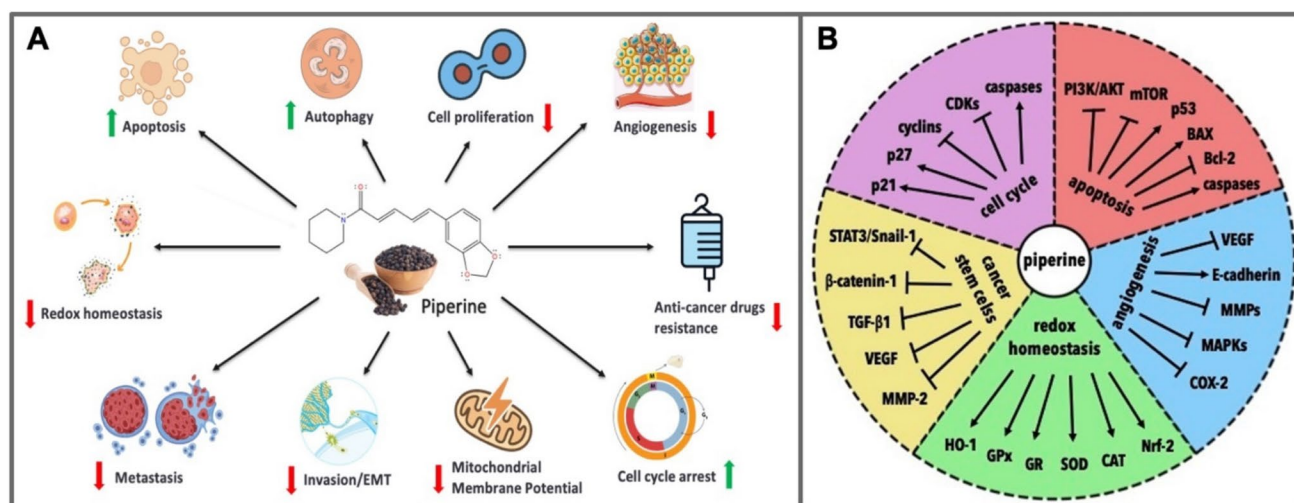 A
Apoptosis
Autophagy
Cell proliferation
Angiogenesis
Redox homeostasis
Piperine
Anti-cancer drugs
resistance
Metastasis
Invasion/EMT
Mitochondrial
Membrane Potential
Cell cycle arrest
B
piperine
cell cycle
p21
p27
cyclins
CDKs
caspases
apoptosis
PI3K/AKT
mTOR
p53
BAX
Bcl-2
caspases
angiogenesis
VEGF
E-cadherin
MMPs
MAPKs
COX-2
redox
homeostasis
HO-1
GPx
GR
SOD
CAT
Nrf-2
cancer
stem celss
STAT3/Snail-1
β-catenin-1
TGF-β1
VEGF
MMP-2